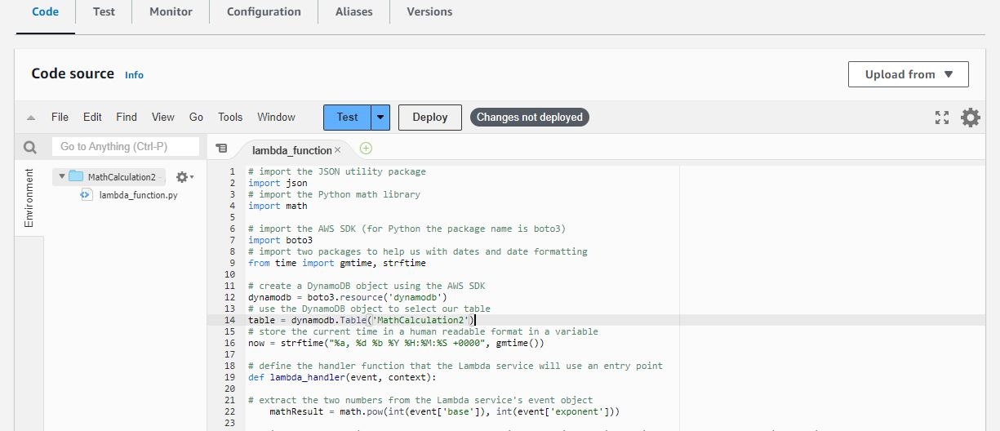 Code Test Monitor Configuration Aliases Versions
Code source Info
Upload from
File Edit Find View Go Tools Window Test Deploy Changes not deployed
Go to Anything (Ctrl-P)
lambda_function
Environment
MathCalculation2 -
lambda_function.py
1 # import the JSON utility package
2 import json
3 # import the Python math library
4 import math
5
6 # import the AWS SDK (for Python the package name is boto3)
7 import boto3
8 # import two packages to help us with dates and date formatting
9 from time import gmtime, strftime
10
11 # create a DynamoDB object using the AWS SDK
12 dynamodb = boto3.resource('dynamodb')
13 # use the DynamoDB object to select our table
14 table = dynamodb.Table('MathCalculation2')
15 # store the current time in a human readable format in a variable
16 now = strftime("%a, %d %b %Y %H:%M:%S +0000", gmtime())
17
18 # define the handler function that the Lambda service will use an entry point
19 def lambda_handler(event, context):
20
21 # extract the two numbers from the Lambda service's event object
22     mathResult = math.pow(int(event['base']), int(event['exponent']))
23